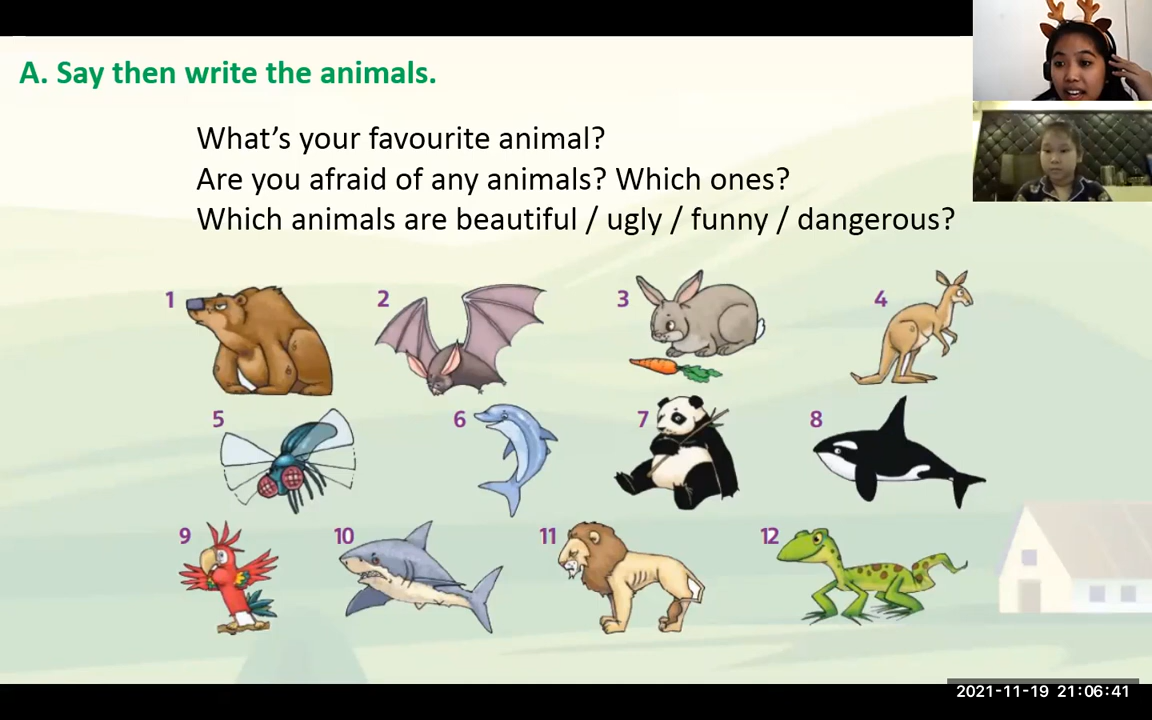 A. Say then write the animals.
What's your favourite animal?
Are you afraid of any animals? Which ones?
Which animals are beautiful / ugly / funny / dangerous?
1 2 3 4
5 6 7 8
9 10 11 12
2021-11-19 21:06:41